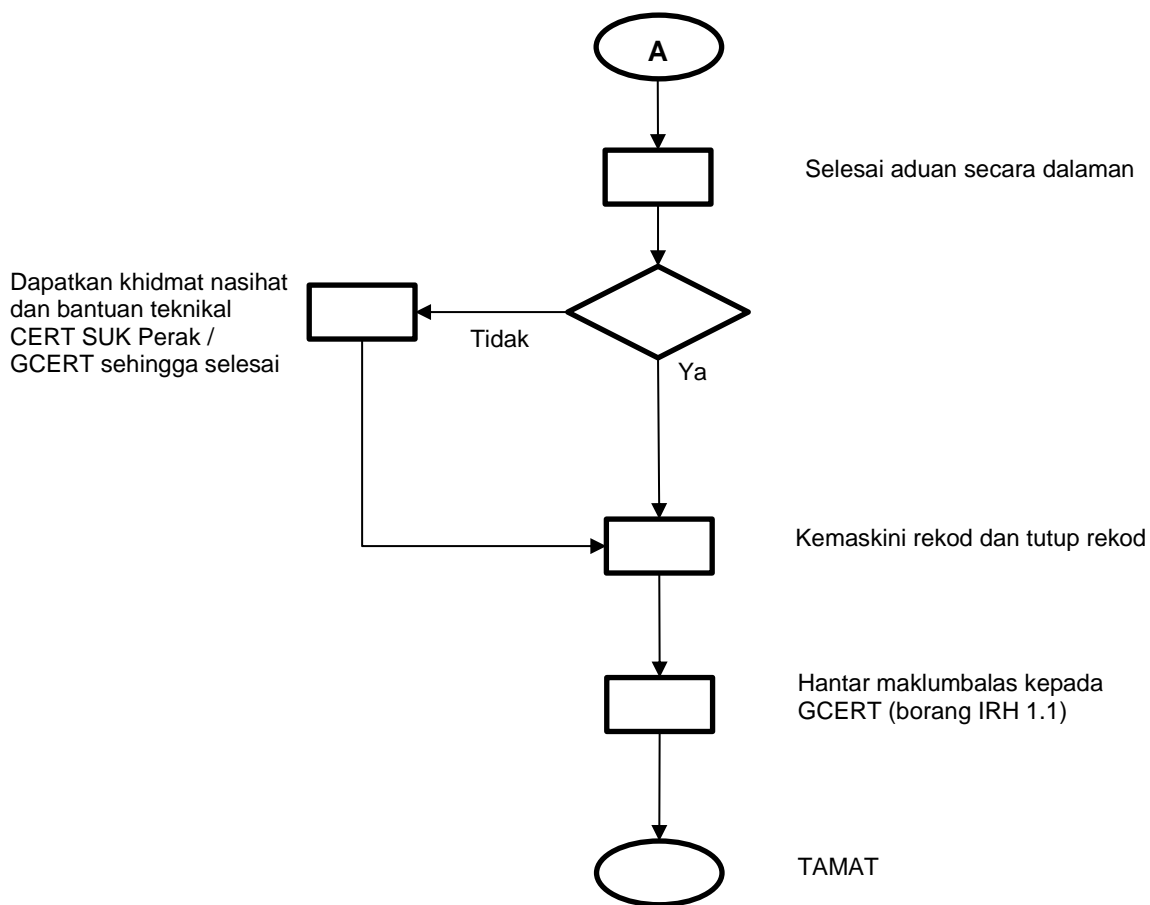 A
Selesai aduan secara dalaman
Dapatkan khidmat nasihat
dan bantuan teknikal
CERT SUK Perak /
GCERT sehingga selesai
Tidak
Ya
Kemaskini rekod dan tutup rekod
Hantar maklumbalas kepada
GCERT (borang IRH 1.1)
TAMAT